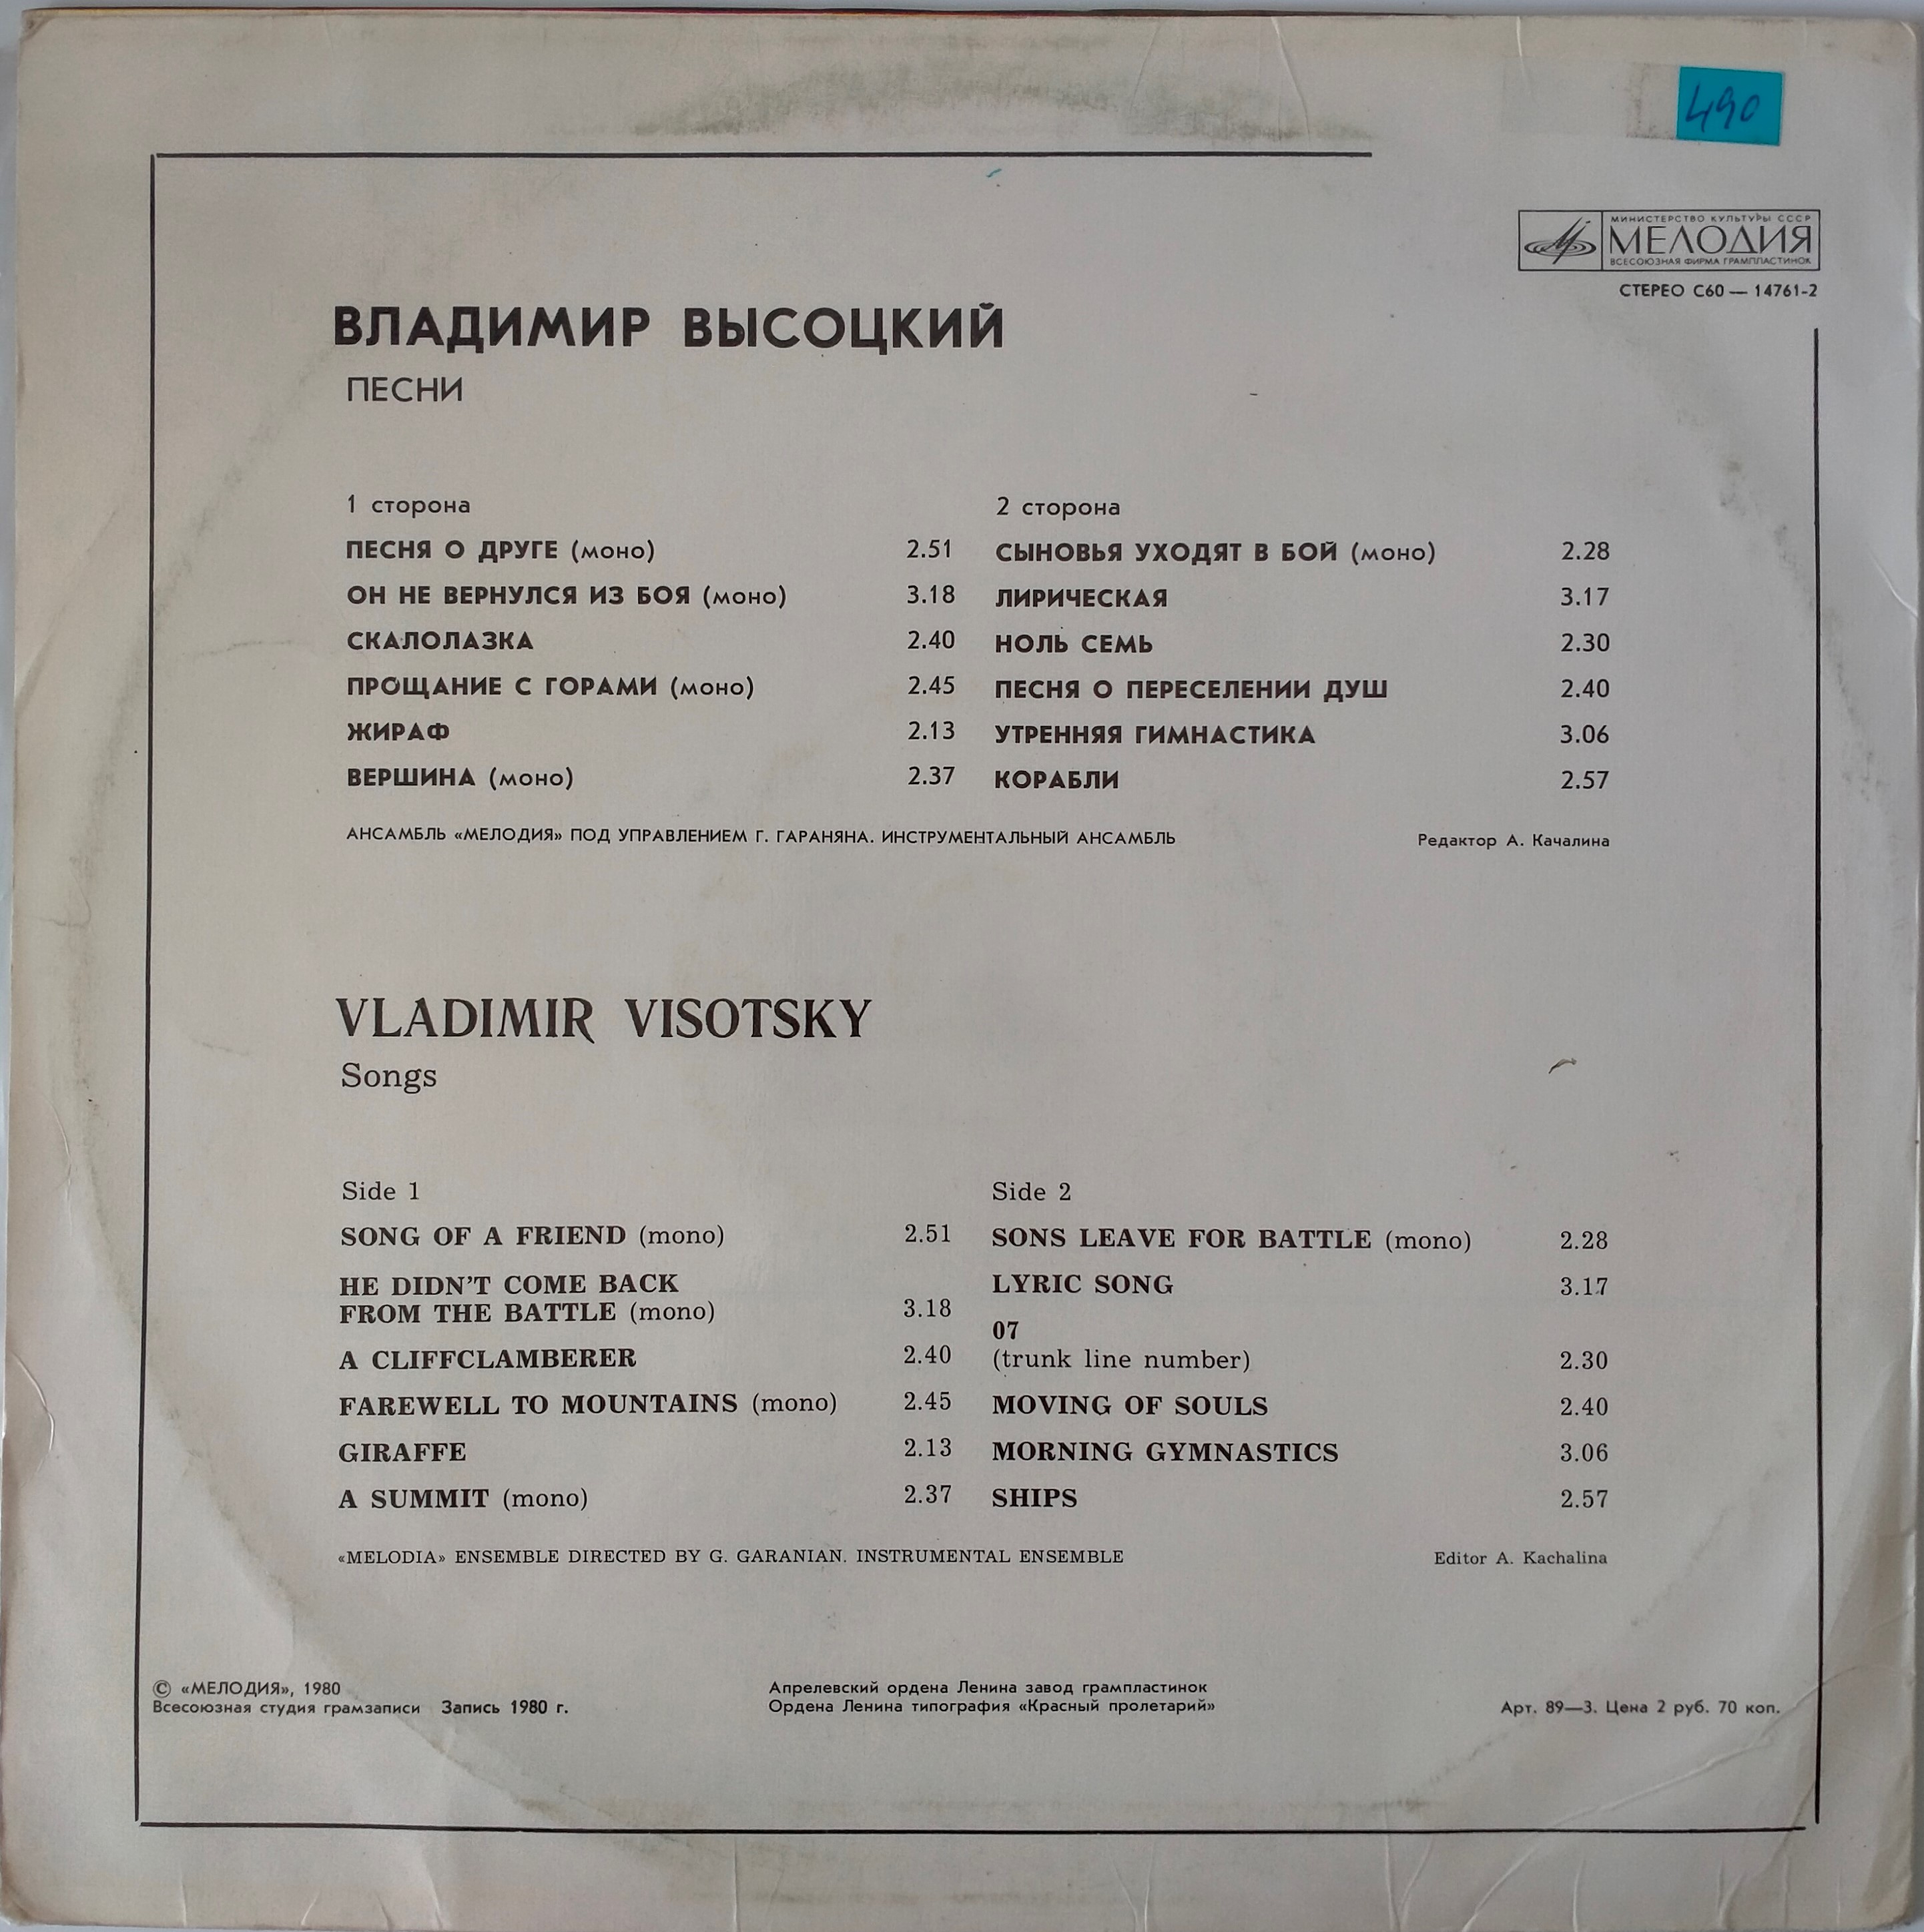 490
МИНИСТЕРСТВО КУЛЬТУРЫ СССР
МЕЛОДИЯ
ВСЕСОЮЗНАЯ ФИРМА ГРАМПЛАСТИНОК
СТЕРЕО С60 — 14761-2
ВЛАДИМИР ВЫСОЦКИЙ
ПЕСНИ
1 сторона
ПЕСНЯ О ДРУГЕ (моно) 2.51
ОН НЕ ВЕРНУЛСЯ ИЗ БОЯ (моно) 3.18
СКАЛОЛАЗКА 2.40
ПРОЩАНИЕ С ГОРАМИ (моно) 2.45
ЖИРАФ 2.13
ВЕРШИНА (моно) 2.37
2 сторона
СЫНОВЬЯ УХОДЯТ В БОЙ (моно) 2.28
ЛИРИЧЕСКАЯ 3.17
НОЛЬ СЕМЬ 2.30
ПЕСНЯ О ПЕРЕСЕЛЕНИИ ДУШ 2.40
УТРЕННЯЯ ГИМНАСТИКА 3.06
КОРАБЛИ 2.57
АНСАМБЛЬ «МЕЛОДИЯ» ПОД УПРАВЛЕНИЕМ Г. ГАРАНЯНА. ИНСТРУМЕНТАЛЬНЫЙ АНСАМБЛЬ
Редактор А. Качалина
VLADIMIR VISOTSKY
Songs
Side 1
SONG OF A FRIEND (mono) 2.51
HE DIDN'T COME BACK
FROM THE BATTLE (mono) 3.18
A CLIFFCLAMBERER 2.40
FAREWELL TO MOUNTAINS (mono) 2.45
GIRAFFE 2.13
A SUMMIT (mono) 2.37
Side 2
SONS LEAVE FOR BATTLE (mono) 2.28
LYRIC SONG 3.17
07
(trunk line number) 2.30
MOVING OF SOULS 2.40
MORNING GYMNASTICS 3.06
SHIPS 2.57
«MELODIA» ENSEMBLE DIRECTED BY G. GARANIAN. INSTRUMENTAL ENSEMBLE
Editor A. Kachalina
© «МЕЛОДИЯ», 1980
Всесоюзная студия грамзаписи Запись 1980 г.
Апрелевский ордена Ленина завод грампластинок
Ордена Ленина типография «Красный пролетарий»
Арт. 89—3. Цена 2 руб. 70 коп.